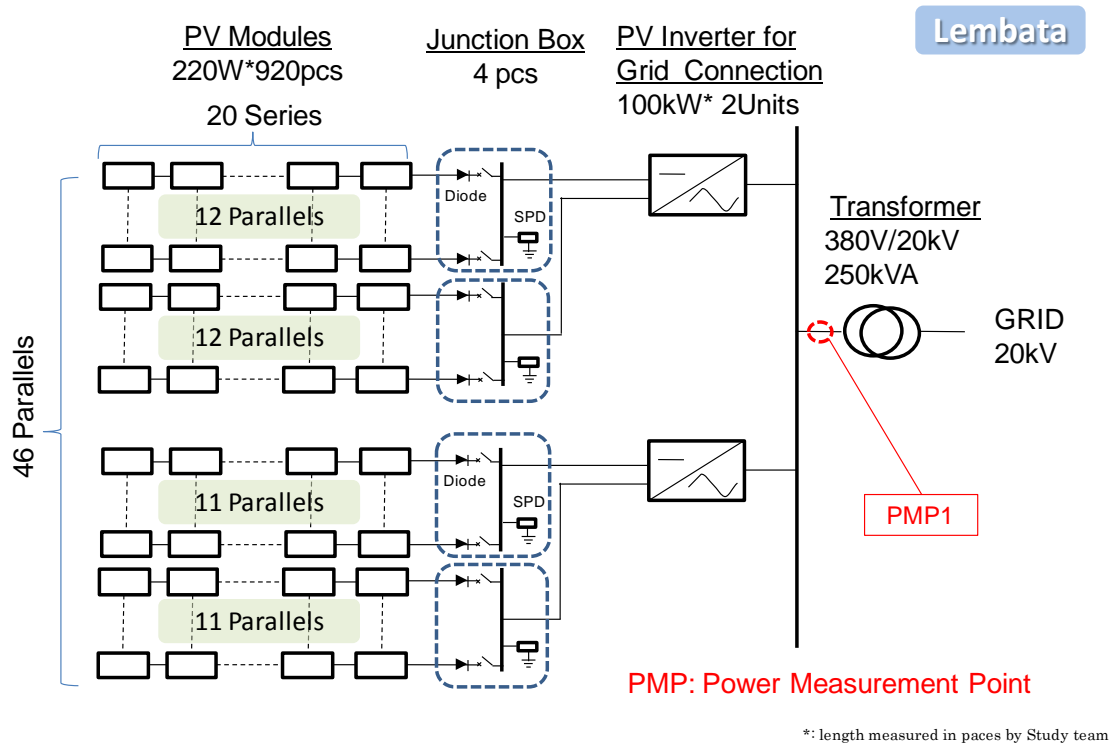 Lembata
PV Modules
220W*920pcs
Junction Box
4 pcs
PV Inverter for
Grid Connection
100kW* 2Units
20 Series
Diode
SPD
12 Parallels
12 Parallels
46 Parallels
Transformer
380V/20kV
250kVA
GRID
20kV
Diode
SPD
11 Parallels
11 Parallels
PMP1
PMP: Power Measurement Point
*: length measured in paces by Study team